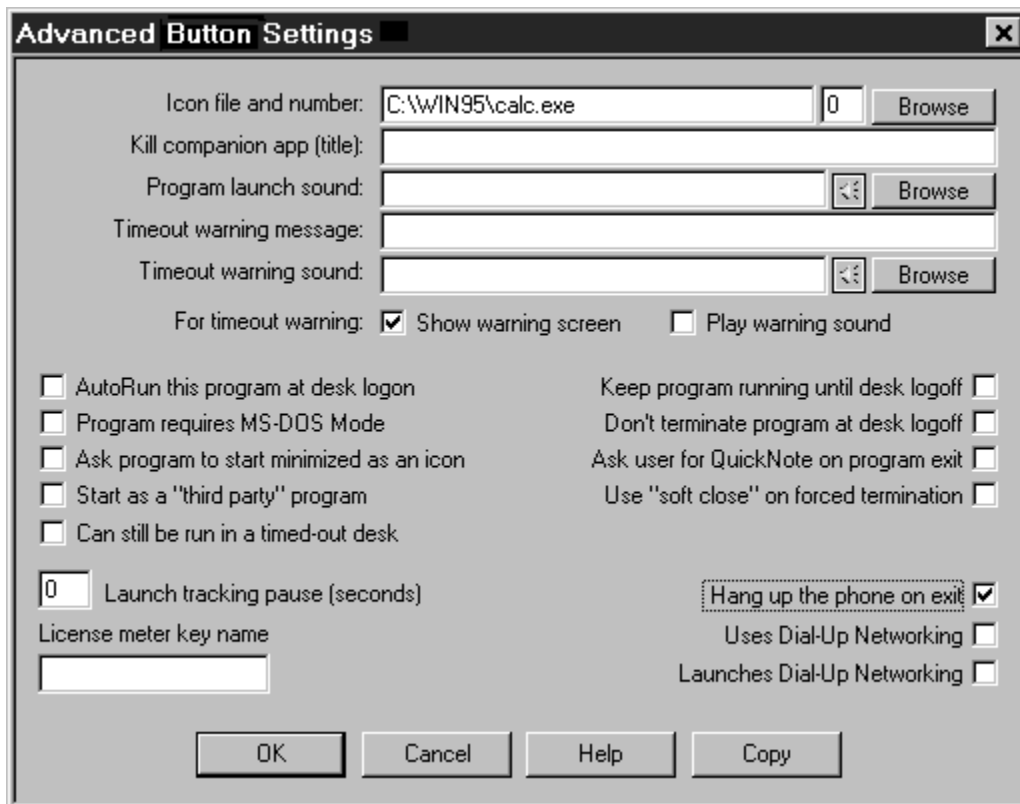 Advanced Button Settings
Icon file and number: C:\WIN95\calc.exe 0 Browse
Kill companion app (title):
Program launch sound: Browse
Timeout warning message:
Timeout warning sound: Browse
For timeout warning: Show warning screen Play warning sound
AutoRun this program at desk logon Keep program running until desk logoff
Program requires MS-DOS Mode Don't terminate program at desk logoff
Ask program to start minimized as an icon Ask user for QuickNote on program exit
Start as a "third party" program Use "soft close" on forced termination
Can still be run in a timed-out desk
0 Launch tracking pause (seconds) Hang up the phone on exit
License meter key name Uses Dial-Up Networking
Launches Dial-Up Networking
OK Cancel Help Copy